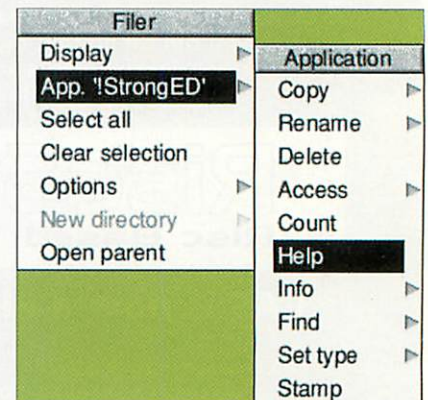 Filer
Display
App. '!StrongED'
Select all
Clear selection
Options
New directory
Open parent
Application
Copy
Rename
Delete
Access
Count
Help
Info
Find
Set type
Stamp